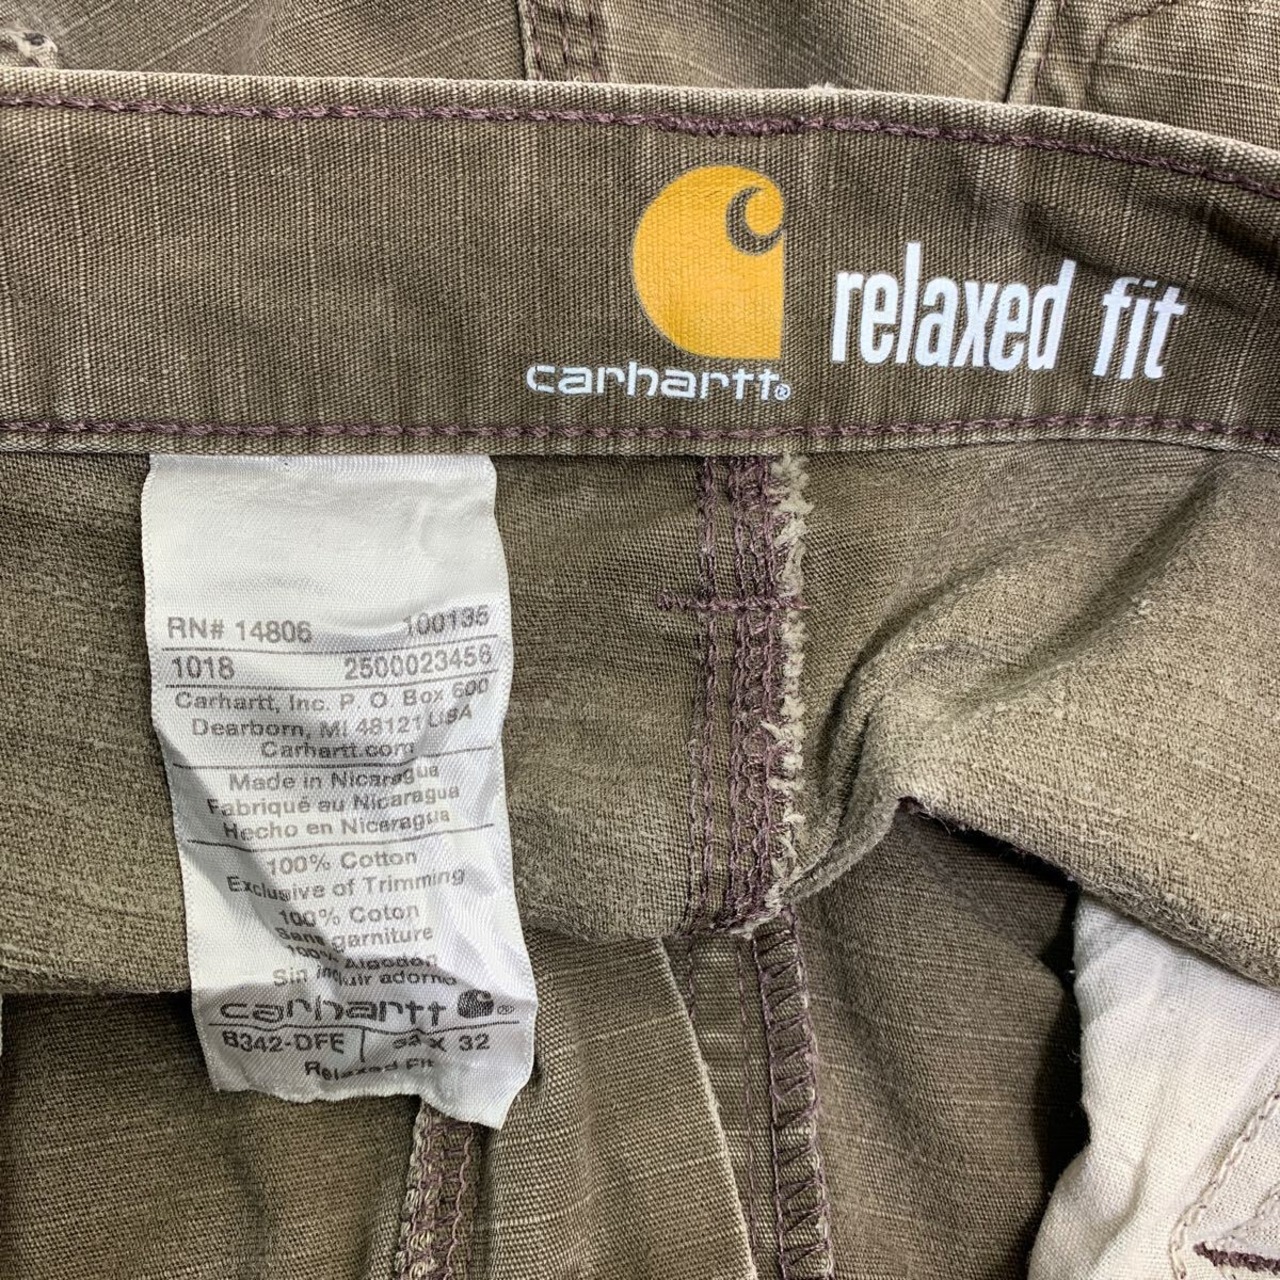 carhartt®
relaxed fit
RN# 14806 100135
1018 2500023456
Carhartt, Inc. P. O. Box 600
Dearborn, MI 48121 USA
Carhartt.com
Made in Nicaragua
Fabriqué au Nicaragua
Hecho en Nicaragua
100% Cotton
Exclusive of Trimming
100% Coton
Sans garniture
100% Algodón
Sin incluir adorno
carhartt ®
B342-DFE x 32
Relaxed Fit